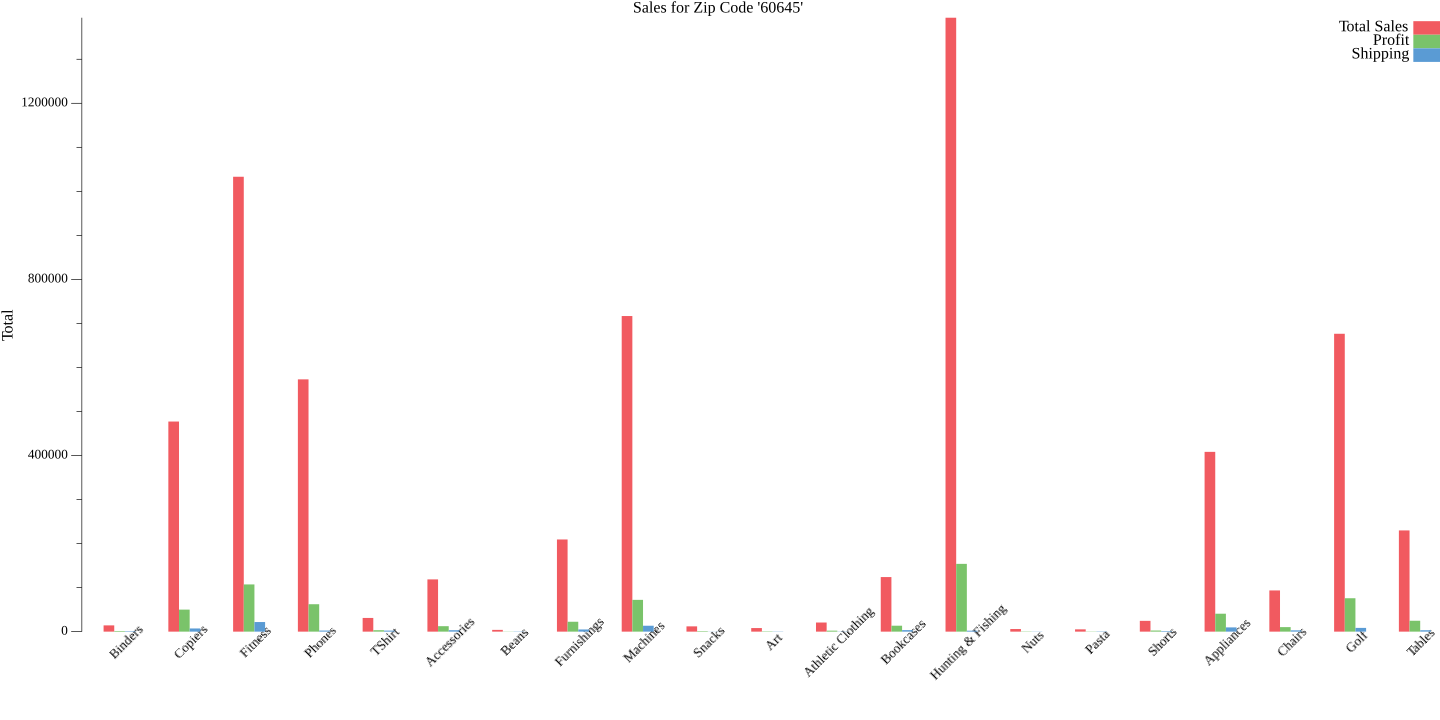 Sales for Zip Code '60645'
Total Sales
Profit
Shipping
1200000
800000
400000
0
Total
Binders
Copiers
Fitness
Phones
TShirt
Accessories
Beans
Furnishings
Machines
Snacks
Art
Athletic Clothing
Bookcases
Hunting & Fishing
Nuts
Pasta
Shorts
Appliances
Chairs
Golf
Tables